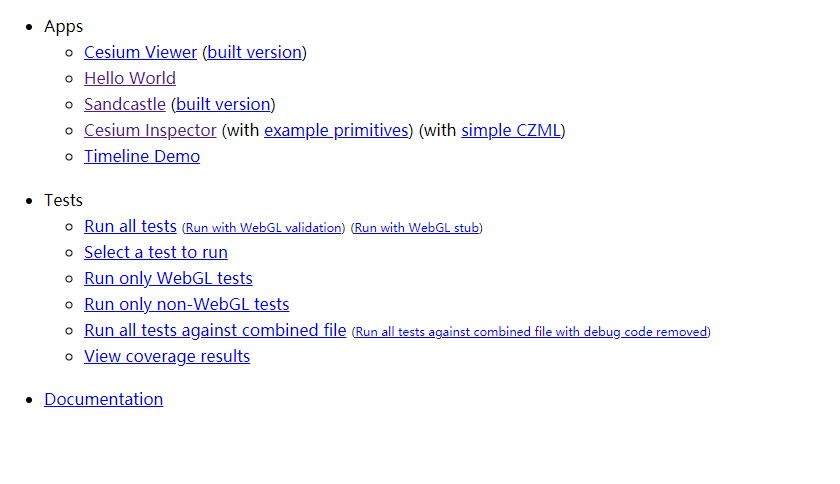 Apps
Cesium Viewer (built version)
Hello World
Sandcastle (built version)
Cesium Inspector (with example primitives) (with simple CZML)
Timeline Demo
Tests
Run all tests (Run with WebGL validation) (Run with WebGL stub)
Select a test to run
Run only WebGL tests
Run only non-WebGL tests
Run all tests against combined file (Run all tests against combined file with debug code removed)
View coverage results
Documentation